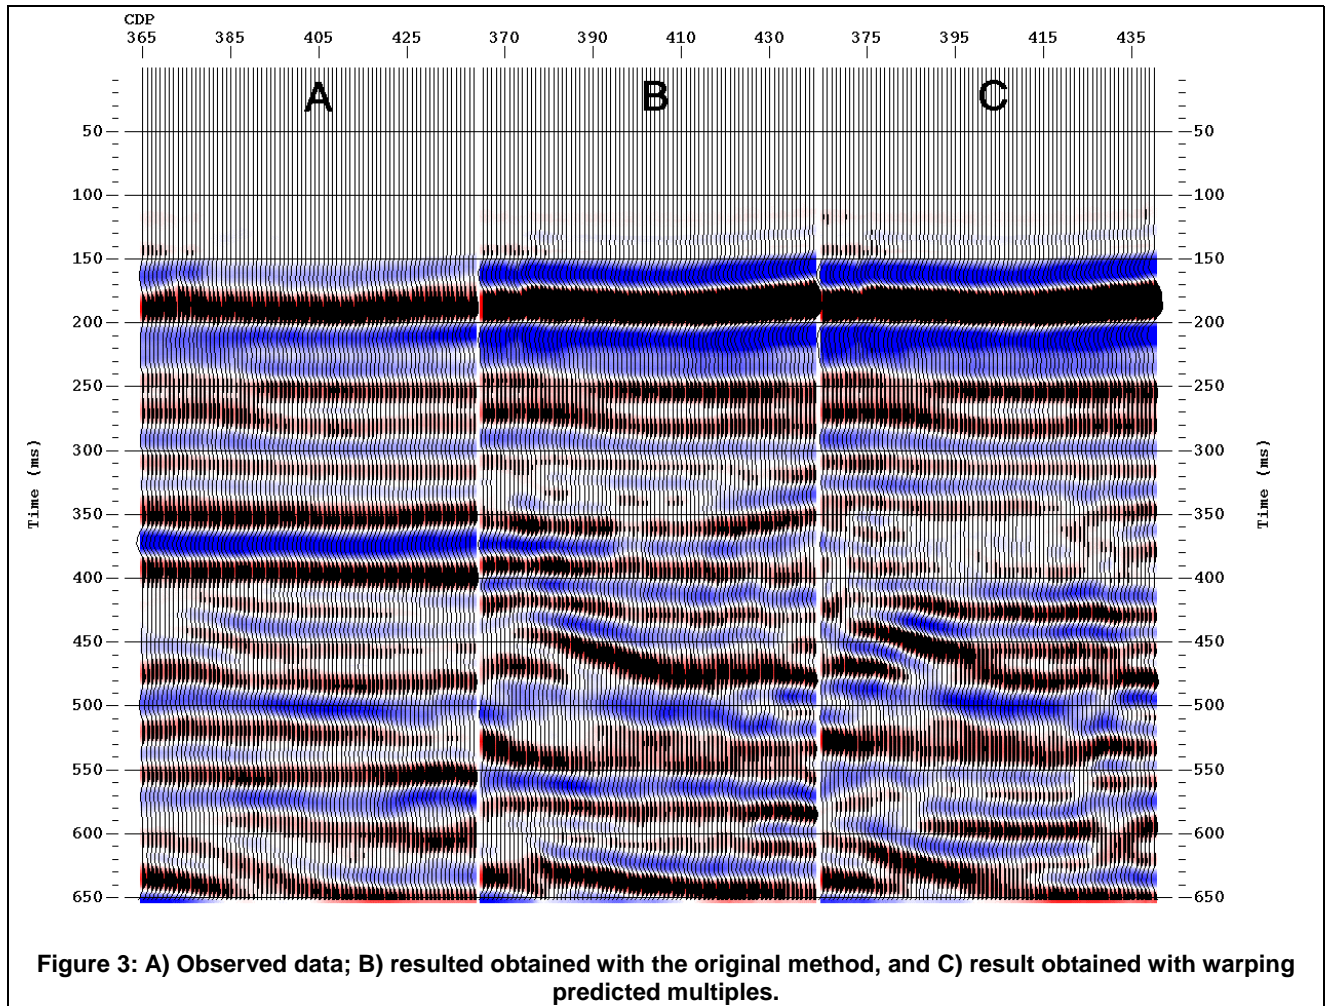 CDP
365 385 405 425 370 390 410 430 375 395 415 435
A B C
50 50
100 100
150 150
200 200
250 250
300 300
350 350
400 400
450 450
500 500
550 550
600 600
650 650
Time (ms)
Time (ms)
Figure 3: A) Observed data; B) resulted obtained with the original method, and C) result obtained with warping
predicted multiples.